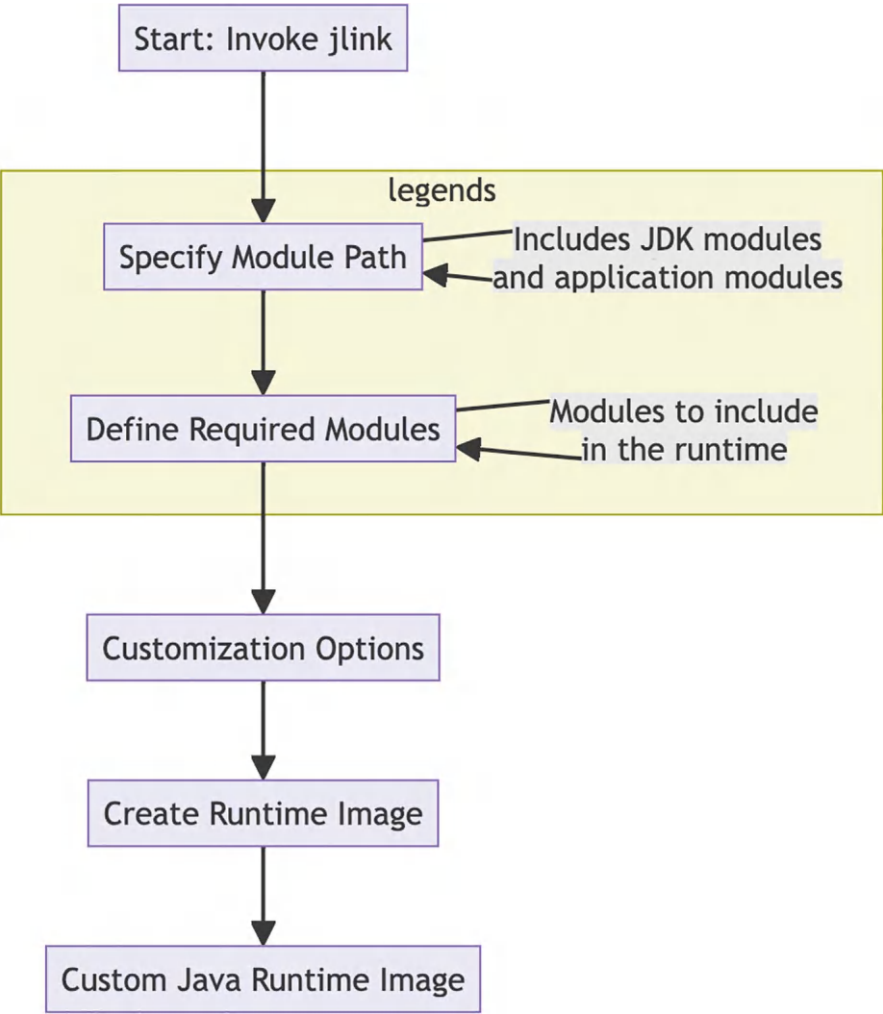 Start: Invoke jlink
legends
Specify Module Path
Includes JDK modules
and application modules
Define Required Modules
Modules to include
in the runtime
Customization Options
Create Runtime Image
Custom Java Runtime Image